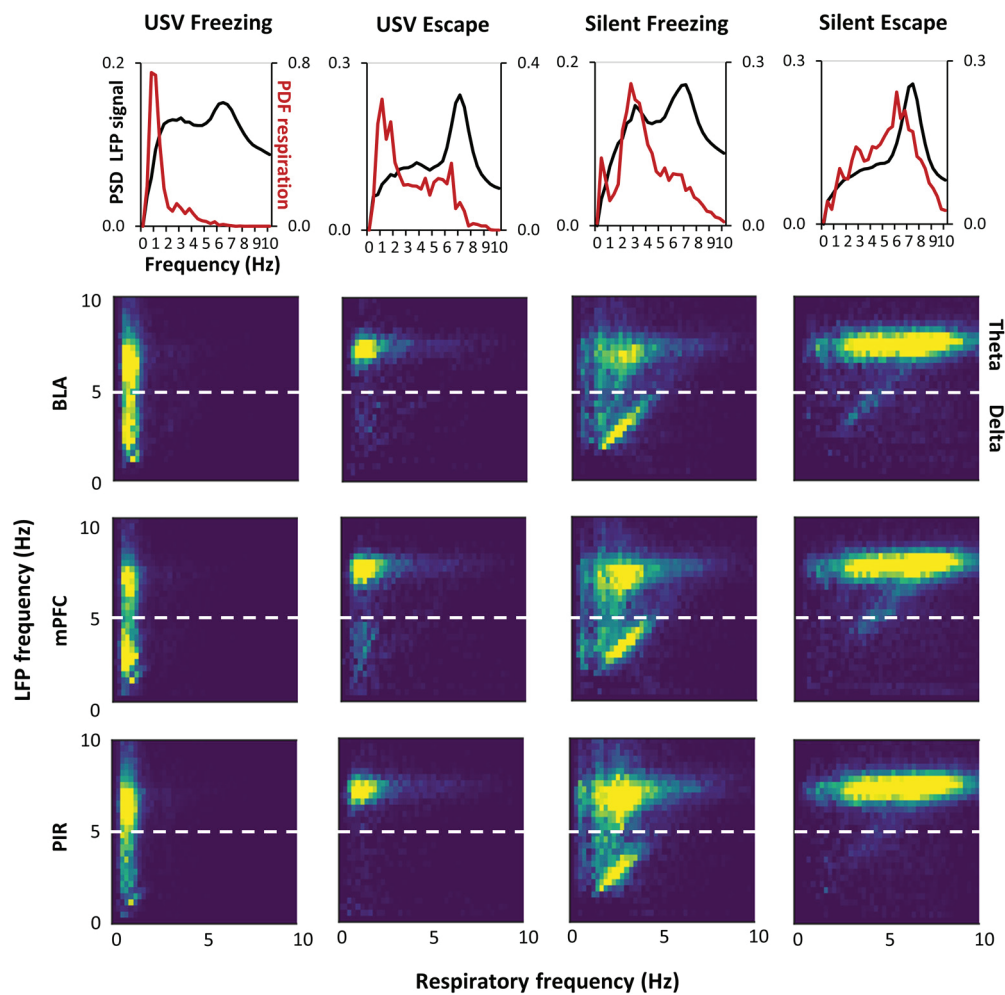 USV Freezing USV Escape Silent Freezing Silent Escape
0.2 0.8 0.3 0.4 0.2 0.3 0.3 0.3
PSD LFP signal
PDF respiration
0.0 0.0 0.0 0.0 0.0 0.0 0.0 0.0
0 1 2 3 4 5 6 7 8 9 10 0 1 2 3 4 5 6 7 8 9 10 0 1 2 3 4 5 6 7 8 9 10 0 1 2 3 4 5 6 7 8 9 10
Frequency (Hz)
10
BLA
5
0
Theta
Delta
LFP frequency (Hz)
10
mPFC
5
0
10
PIR
5
0
0 5 10 0 5 10 0 5 10 0 5 10
Respiratory frequency (Hz)